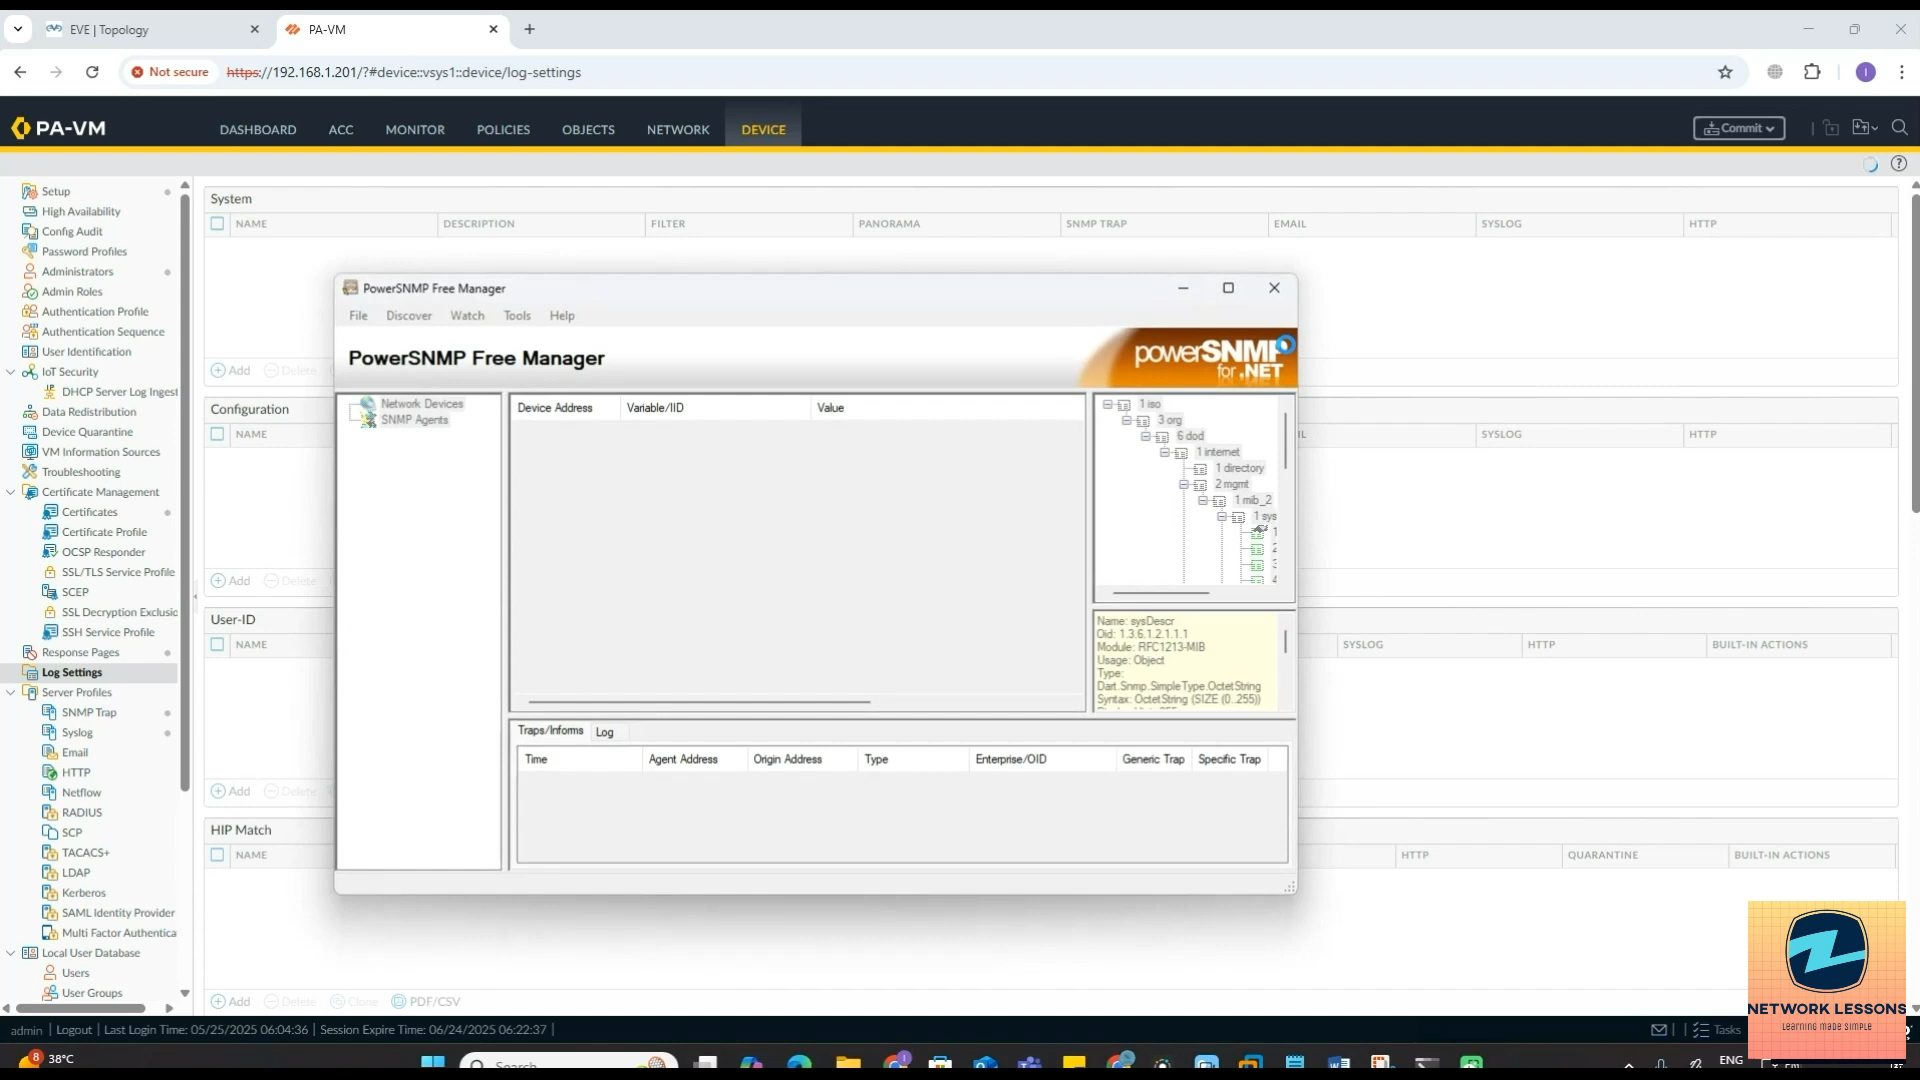 EVE | Topology
PA-VM
Not secure
https://192.168.1.201/?#device::vsys1::device/log-settings
PA-VM
DASHBOARD ACC MONITOR POLICIES OBJECTS NETWORK DEVICE
Commit
Setup
High Availability
Config Audit
Password Profiles
Administrators
Admin Roles
Authentication Profile
Authentication Sequence
User Identification
IoT Security
DHCP Server Log Ingest
Data Redistribution
Device Quarantine
VM Information Sources
Troubleshooting
Certificate Management
Certificates
Certificate Profile
OCSP Responder
SSL/TLS Service Profile
SCEP
SSL Decryption Exclusio
SSH Service Profile
Response Pages
Log Settings
Server Profiles
SNMP Trap
Syslog
Email
HTTP
Netflow
RADIUS
SCP
TACACS+
LDAP
Kerberos
SAML Identity Provider
Multi Factor Authentica
Local User Database
Users
User Groups
System
NAME DESCRIPTION FILTER PANORAMA SNMP TRAP EMAIL SYSLOG HTTP
Add Delete
Configuration
NAME IL SYSLOG HTTP
Add Delete
User-ID
NAME SYSLOG HTTP BUILT-IN ACTIONS
Add Delete
HIP Match
NAME HTTP QUARANTINE BUILT-IN ACTIONS
Add Delete Clone PDF/CSV
PowerSNMP Free Manager
File Discover Watch Tools Help
PowerSNMP Free Manager
powerSNMP
for .NET
Network Devices
SNMP Agents
Device Address Variable/IID Value
1 iso
3 org
6 dod
1 internet
1 directory
2 mgmt
1 mib_2
1 sys
1
2
3
4
Name: sysDescr
Oid: 1.3.6.1.2.1.1.1
Module: RFC1213-MIB
Usage: Object
Type:
Dart.Snmp.SimpleType.OctetString
Syntax: OctetString (SIZE (0..255))
Traps/Informs Log
Time Agent Address Origin Address Type Enterprise/OID Generic Trap Specific Trap
admin | Logout | Last Login Time: 05/25/2025 06:04:36 | Session Expire Time: 06/24/2025 06:22:37 |
Tasks
NETWORK LESSONS
Learning made simple
8
38°C
Search
ENG